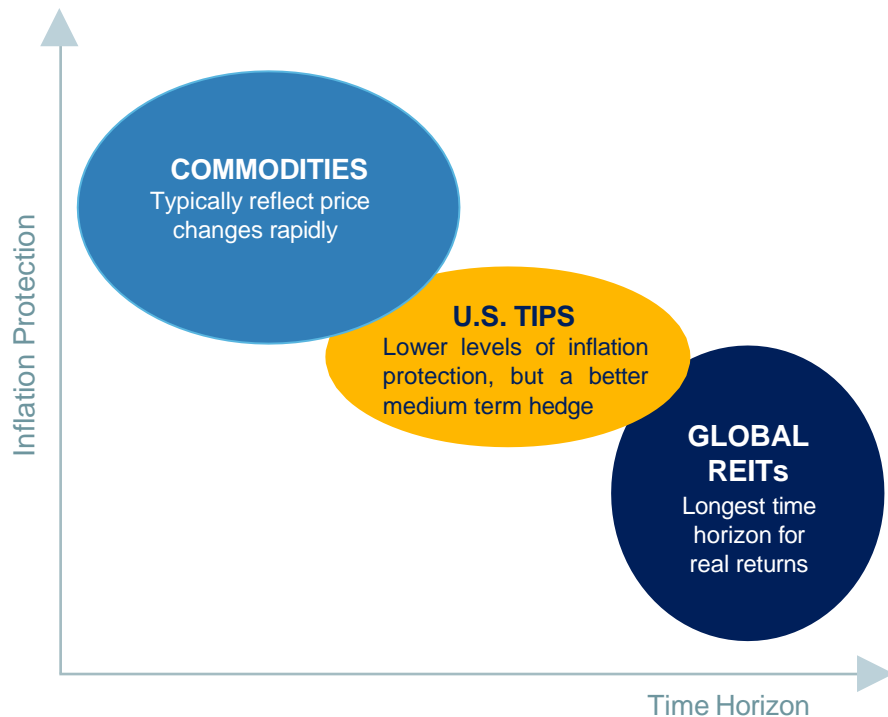 Inflation Protection
COMMODITIES
Typically reflect price
changes rapidly
U.S. TIPS
Lower levels of inflation
protection, but a better
medium term hedge
GLOBAL
REITs
Longest time
horizon for
real returns
Time Horizon